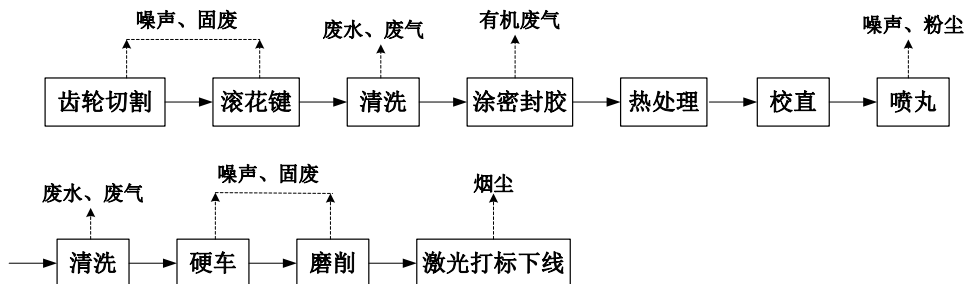 噪声、固废
废水、废气
有机废气
噪声、粉尘
齿轮切割
滚花键
清洗
涂密封胶
热处理
校直
喷丸
废水、废气
噪声、固废
烟尘
清洗
硬车
磨削
激光打标下线